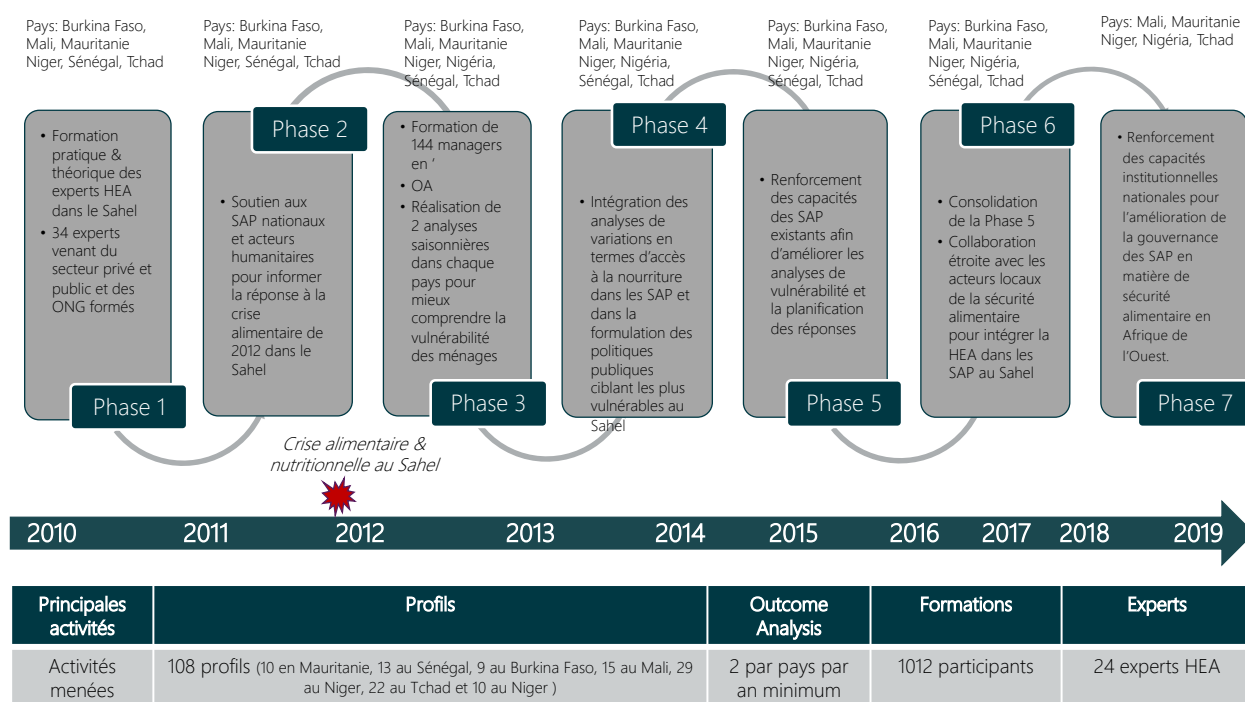 Pays: Burkina Faso,
Mali, Mauritanie
Niger, Sénégal, Tchad
Pays: Burkina Faso,
Mali, Mauritanie
Niger, Sénégal, Tchad
Pays: Burkina Faso,
Mali, Mauritanie
Niger, Nigéria,
Sénégal, Tchad
Pays: Burkina Faso,
Mali, Mauritanie
Niger, Nigéria,
Sénégal, Tchad
Pays: Burkina Faso,
Mali, Mauritanie
Niger, Nigéria,
Sénégal, Tchad
Pays: Burkina Faso,
Mali, Mauritanie
Niger, Nigéria,
Sénégal, Tchad
Pays: Mali, Mauritanie
Niger, Nigéria, Tchad
• Formation
pratique &
théorique des
experts HEA
dans le Sahel
• 34 experts
venant du
secteur privé et
public et des
ONG formés
Phase 1
Phase 2
• Soutien aux
SAP nationaux
et acteurs
humanitaires
pour informer
la réponse à la
crise
alimentaire de
2012 dans le
Sahel
• Formation de
144 managers
en '
• OA
• Réalisation de
2 analyses
saisonnières
dans chaque
pays pour
mieux
comprendre la
vulnérabilité
des ménages
Phase 3
Phase 4
• Intégration des
analyses de
variations en
termes d'accès
à la nourriture
dans les SAP et
dans la
formulation des
politiques
publiques
ciblant les plus
vulnérables au
Sahel
• Renforcement
des capacités
des SAP
existants afin
d'améliorer les
analyses de
vulnérabilité et
la planification
des réponses
Phase 5
Phase 6
• Consolidation
de la Phase 5
• Collaboration
étroite avec les
acteurs locaux
de la sécurité
alimentaire
pour intégrer la
HEA dans les
SAP au Sahel
• Renforcement
des capacités
institutionnelles
nationales pour
l'amélioration de
la gouvernance
des SAP en
matière de
sécurité
alimentaire en
Afrique de
l'Ouest.
Phase 7
Crise alimentaire &
nutritionnelle au Sahel
2010 2011 2012 2013 2014 2015 2016 2017 2018 2019
Principales
activités
Profils
Outcome
Analysis
Formations
Experts
Activités
menées
108 profils (10 en Mauritanie, 13 au Sénégal, 9 au Burkina Faso, 15 au Mali, 29
au Niger, 22 au Tchad et 10 au Niger )
2 par pays par
an minimum
1012 participants
24 experts HEA